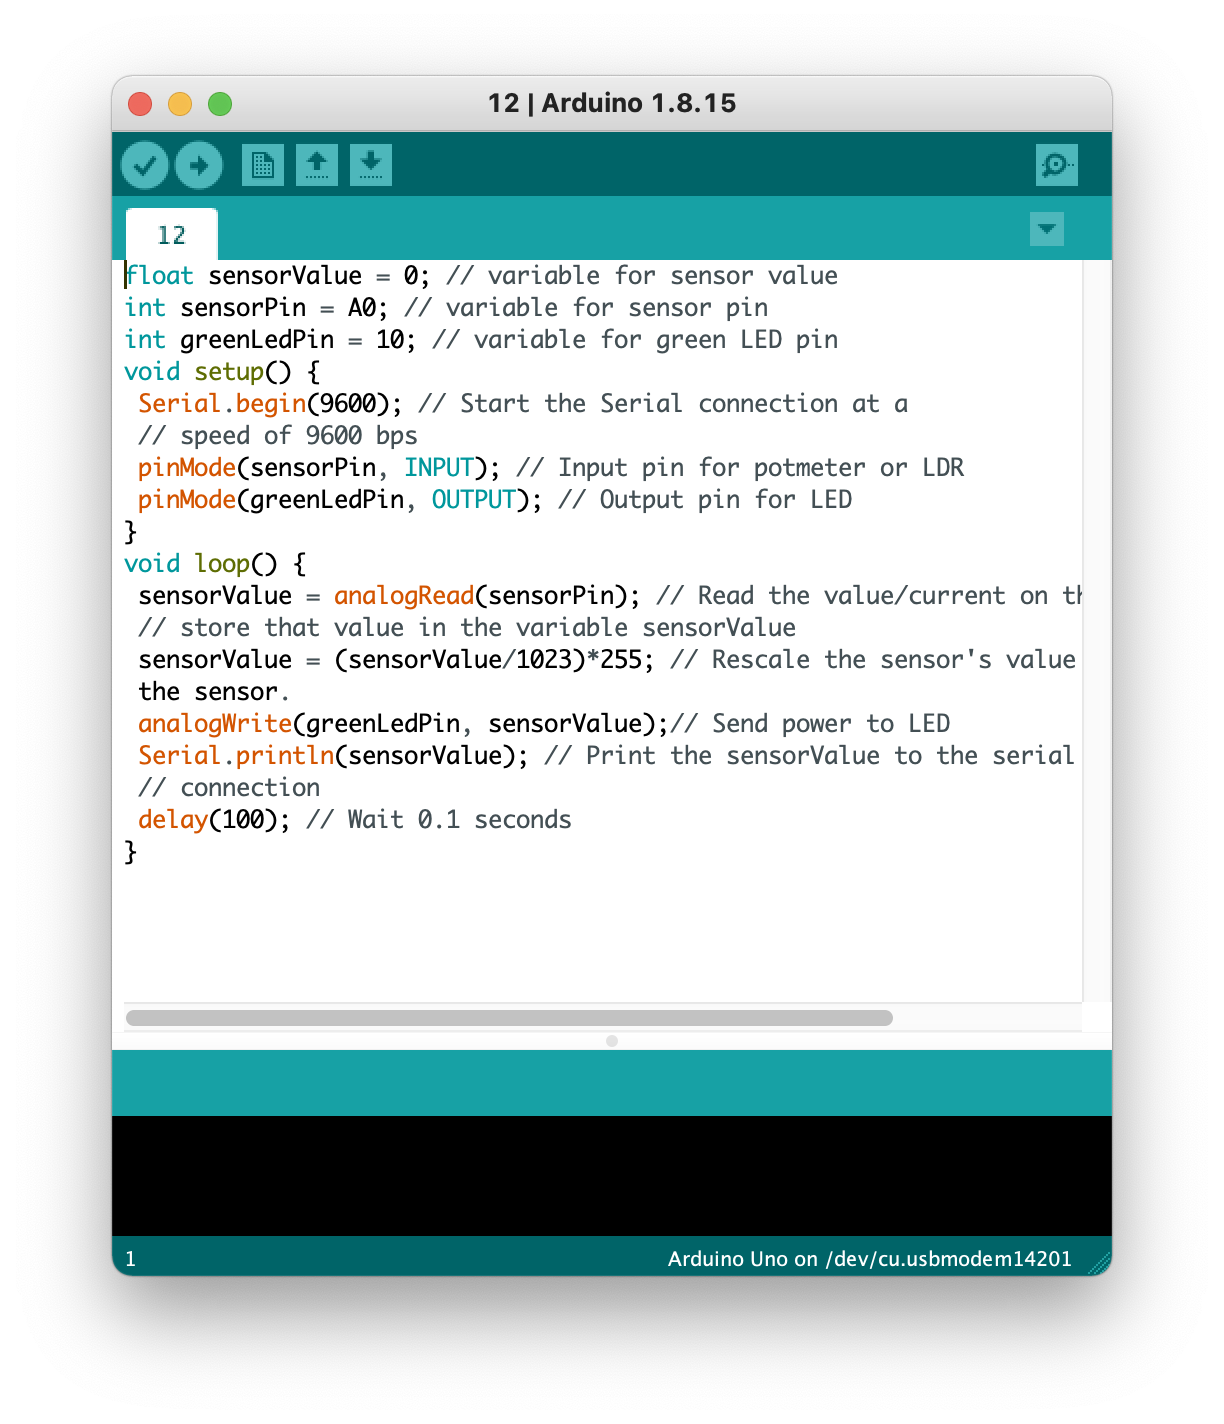 12 | Arduino 1.8.15
12
float sensorValue = 0; // variable for sensor value
int sensorPin = A0; // variable for sensor pin
int greenLedPin = 10; // variable for green LED pin
void setup() {
Serial.begin(9600); // Start the Serial connection at a
// speed of 9600 bps
pinMode(sensorPin, INPUT); // Input pin for potmeter or LDR
pinMode(greenLedPin, OUTPUT); // Output pin for LED
}
void loop() {
sensorValue = analogRead(sensorPin); // Read the value/current on
// store that value in the variable sensorValue
sensorValue = (sensorValue/1023)*255; // Rescale the sensor's value
the sensor.
analogWrite(greenLedPin, sensorValue);// Send power to LED
Serial.println(sensorValue); // Print the sensorValue to the serial
// connection
delay(100); // Wait 0.1 seconds
}
1
Arduino Uno on /dev/cu.usbmodem14201